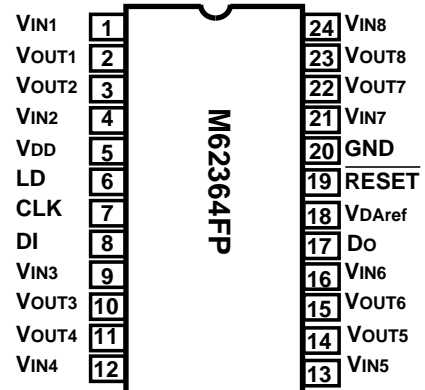 VIN1 1
VOUT1 2
VOUT2 3
VIN2 4
VDD 5
LD 6
CLK 7
DI 8
VIN3 9
VOUT3 10
VOUT4 11
VIN4 12
M62364FP
24 VIN8
23 VOUT8
22 VOUT7
21 VIN7
20 GND
19 RESET
18 VDAref
17 DO
16 VIN6
15 VOUT6
14 VOUT5
13 VIN5